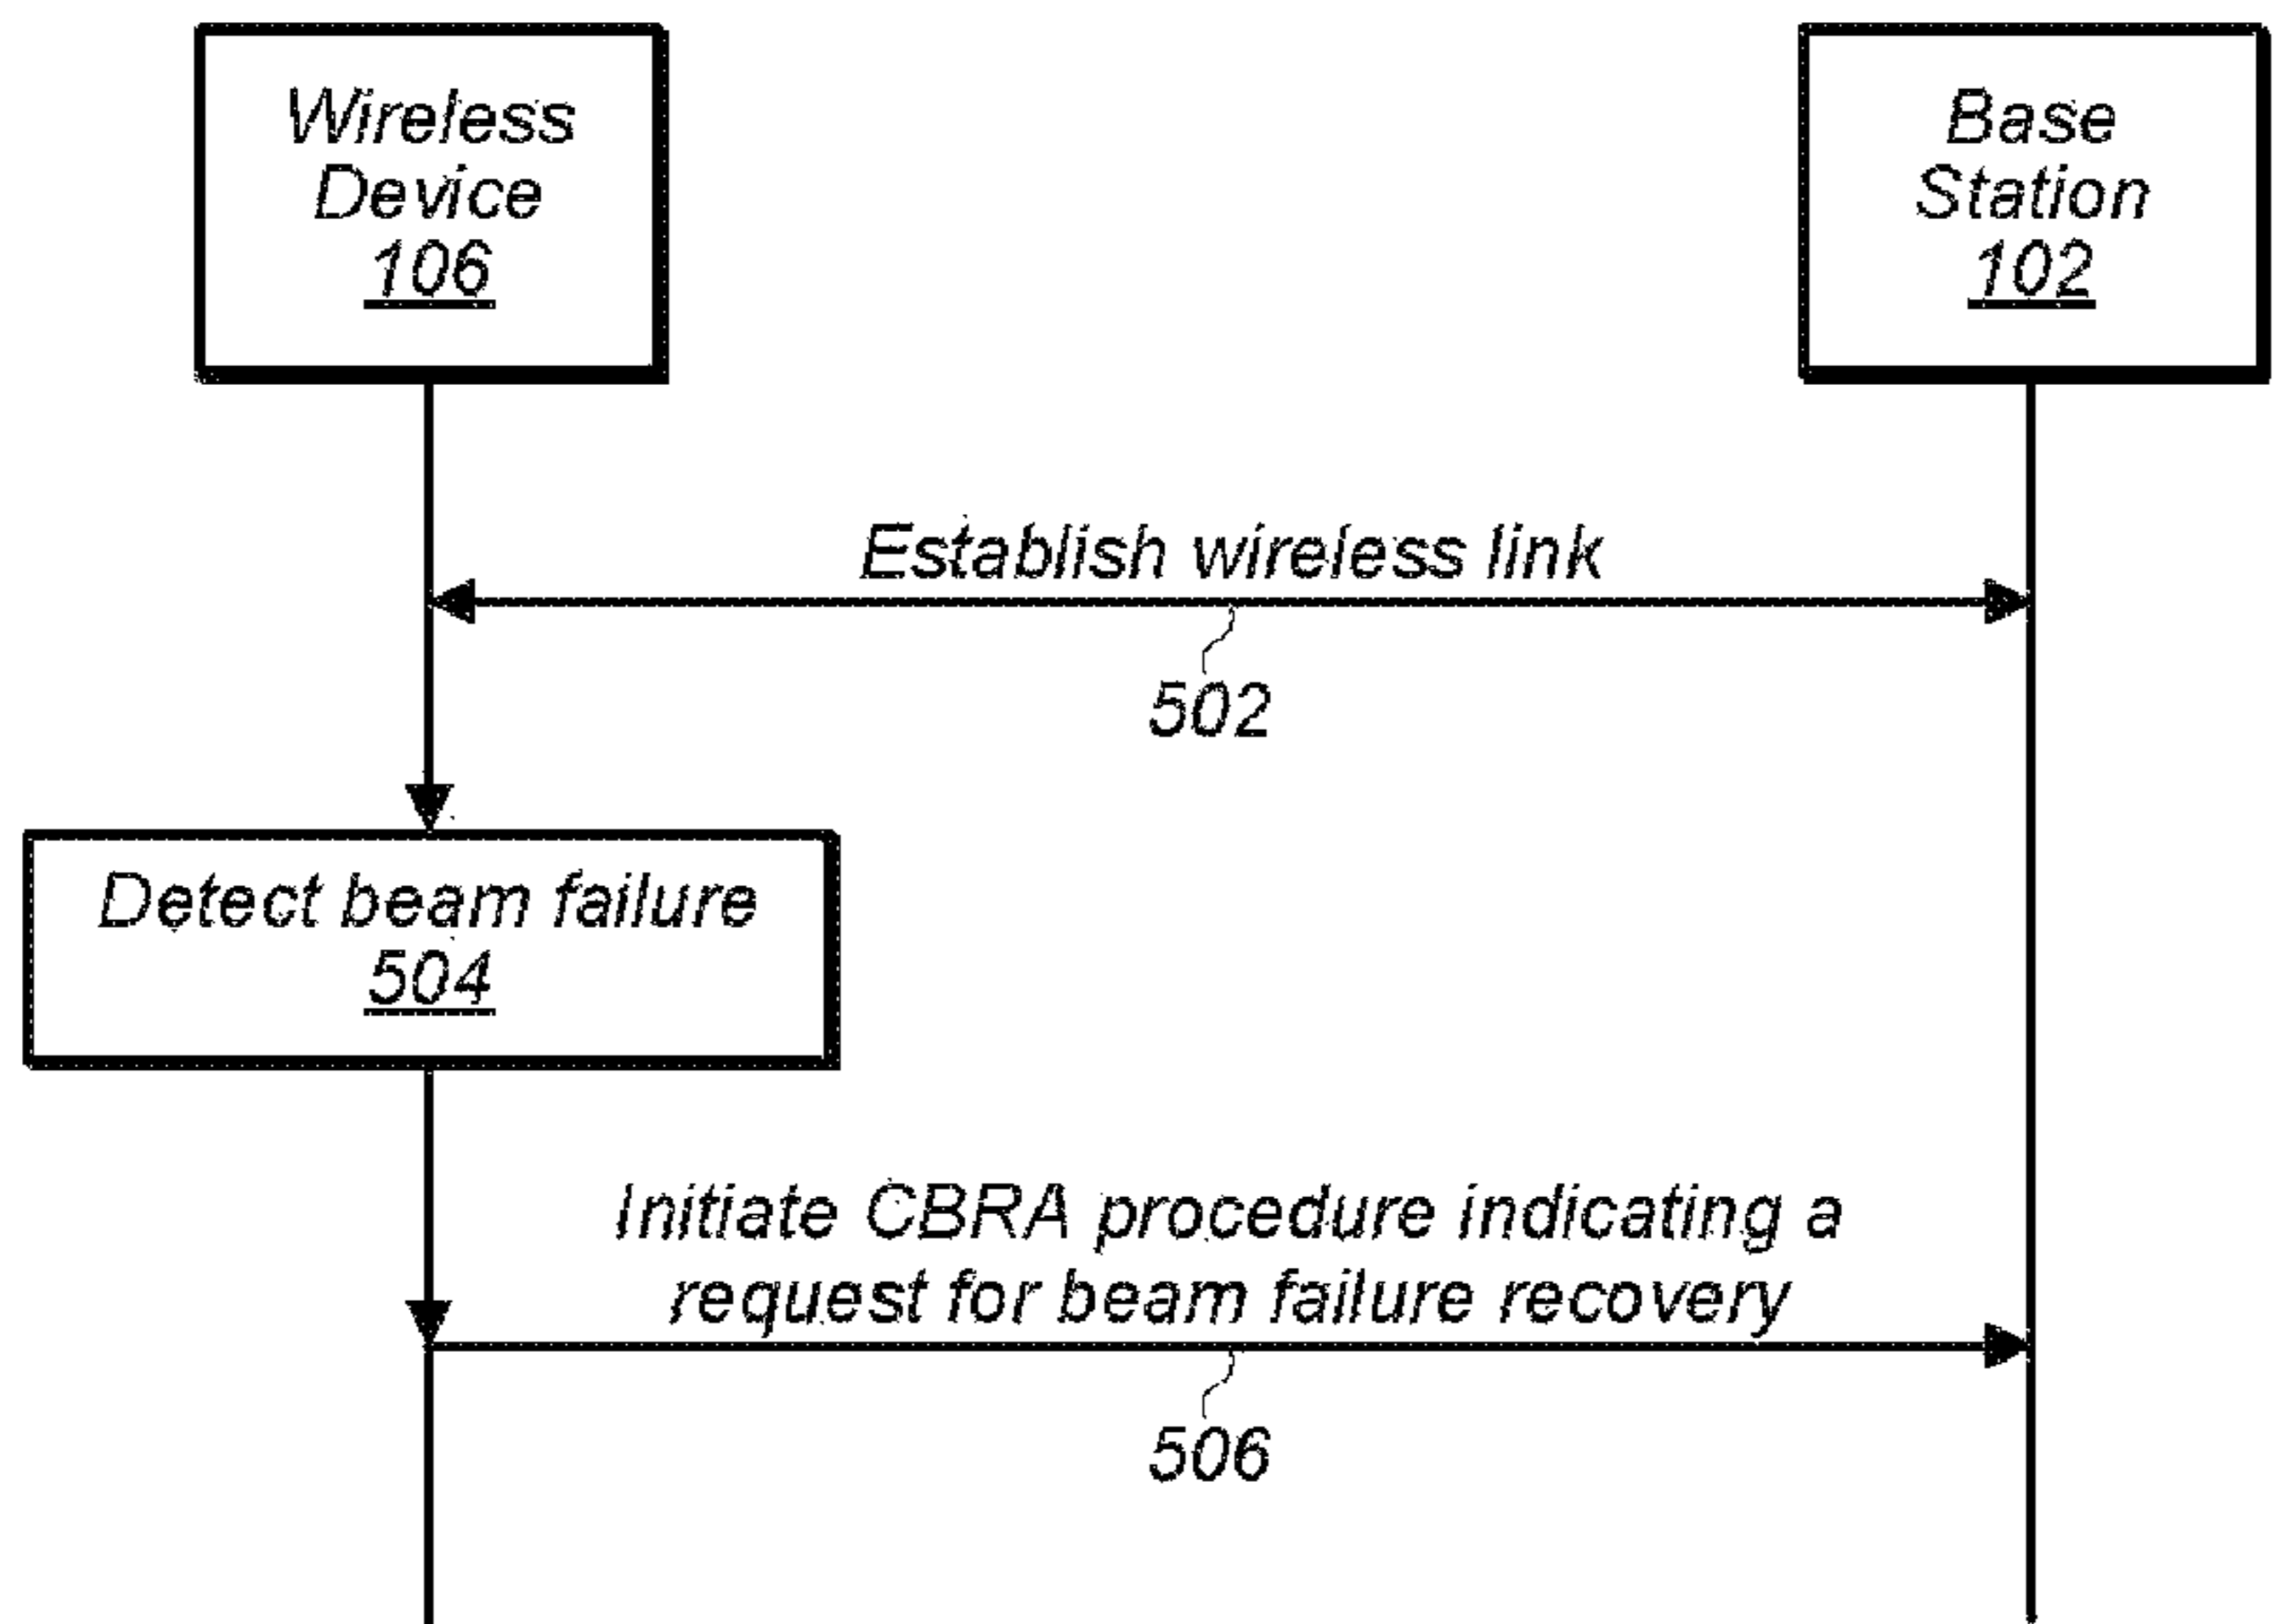 Wireless
Device
106
Base
Station
102
Establish wireless link
502
Detect beam failure
504
Initiate CBRA procedure indicating a
request for beam failure recovery
506